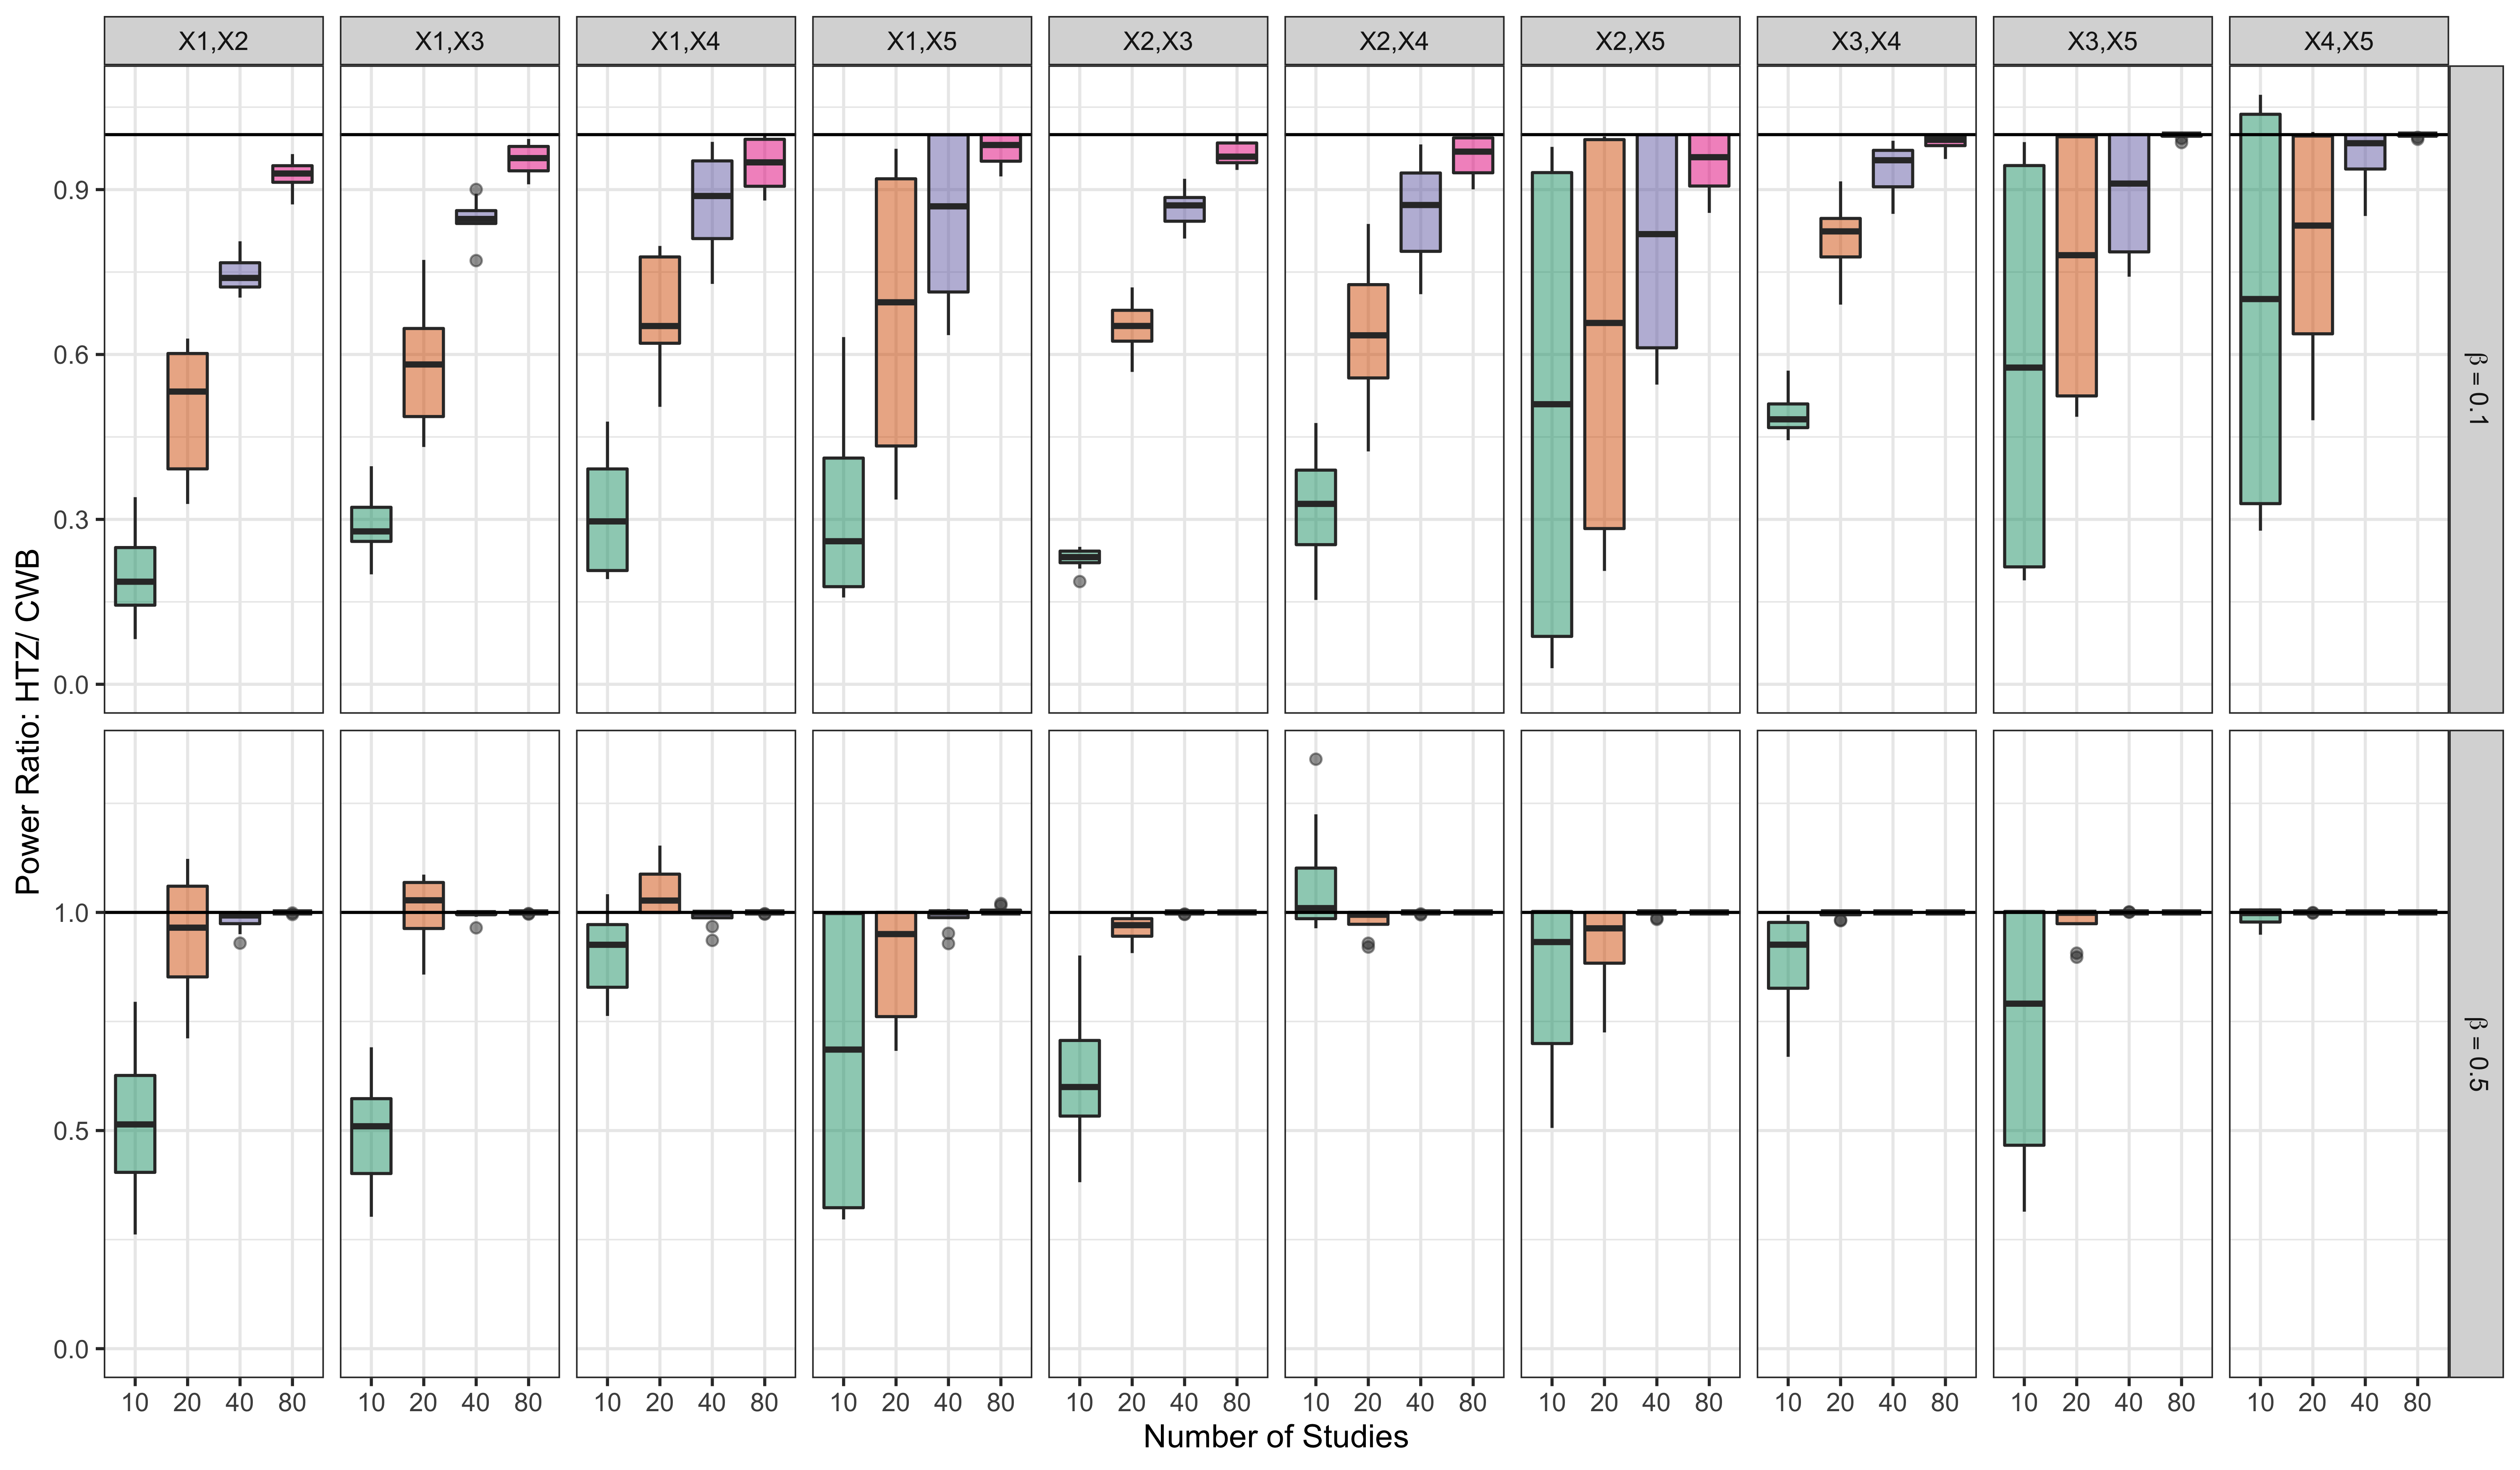 X1,X2 X1,X3 X1,X4 X1,X5 X2,X3 X2,X4 X2,X5 X3,X4 X3,X5 X4,X5
Power Ratio: HTZ/ CWB
0.9
0.6
0.3
0.0
β = 0.1
1.0
0.5
0.0
β = 0.5
10 20 40 80 10 20 40 80 10 20 40 80 10 20 40 80 10 20 40 80 10 20 40 80 10 20 40 80 10 20 40 80 10 20 40 80 10 20 40 80
Number of Studies